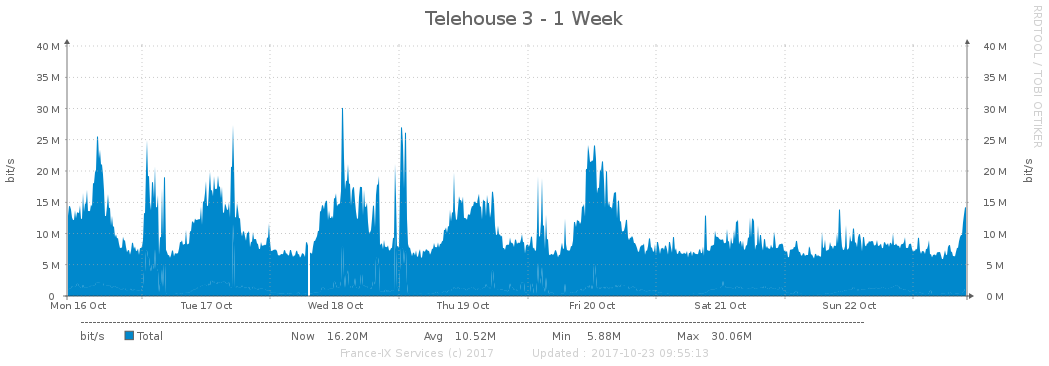 Telehouse 3 - 1 Week
RRDTOOL / TOBI OETIKER
40 M 40 M
35 M 35 M
30 M 30 M
25 M 25 M
20 M 20 M
15 M 15 M
10 M 10 M
5 M 5 M
0 0 M
bit/s bit/s
Mon 16 Oct Tue 17 Oct Wed 18 Oct Thu 19 Oct Fri 20 Oct Sat 21 Oct Sun 22 Oct
bit/s Total Now 16.20M Avg 10.52M Min 5.88M Max 30.06M
France-IX Services (c) 2017 Updated : 2017-10-23 09:55:13